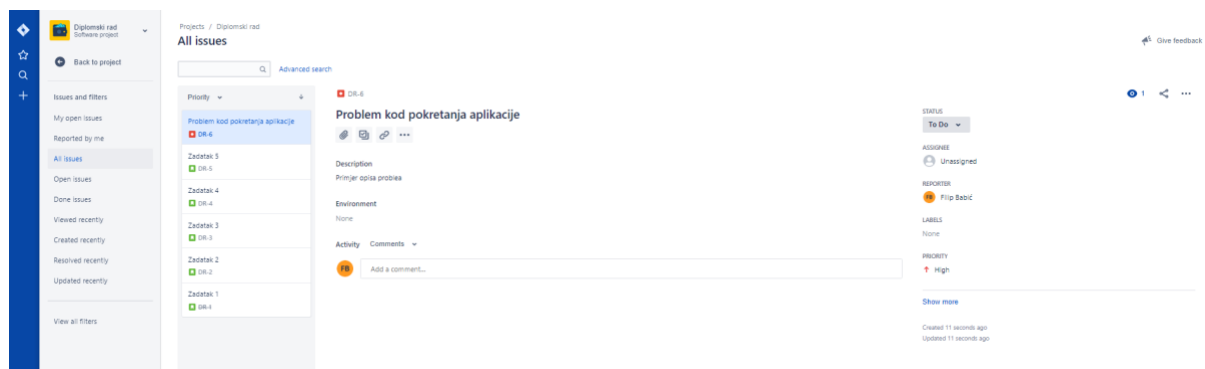 Diplomski rad
Software project
Back to project
Issues and filters
My open issues
Reported by me
All issues
Open issues
Done issues
Viewed recently
Created recently
Resolved recently
Updated recently
View all filters
Projects / Diplomski rad
All issues
Give feedback
Advanced search
Priority
Problem kod pokretanja aplikacije
DR-6
Zadatak 5
DR-5
Zadatak 4
DR-4
Zadatak 3
DR-3
Zadatak 2
DR-2
Zadatak 1
DR-1
DR-6
1
Problem kod pokretanja aplikacije
Description
Primjer opisa problea
Environment
None
Activity Comments
FB Add a comment...
STATUS
To Do
ASSIGNEE
Unassigned
REPORTER
FB Filip Babić
LABELS
None
PRIORITY
High
Show more
Created 11 seconds ago
Updated 11 seconds ago